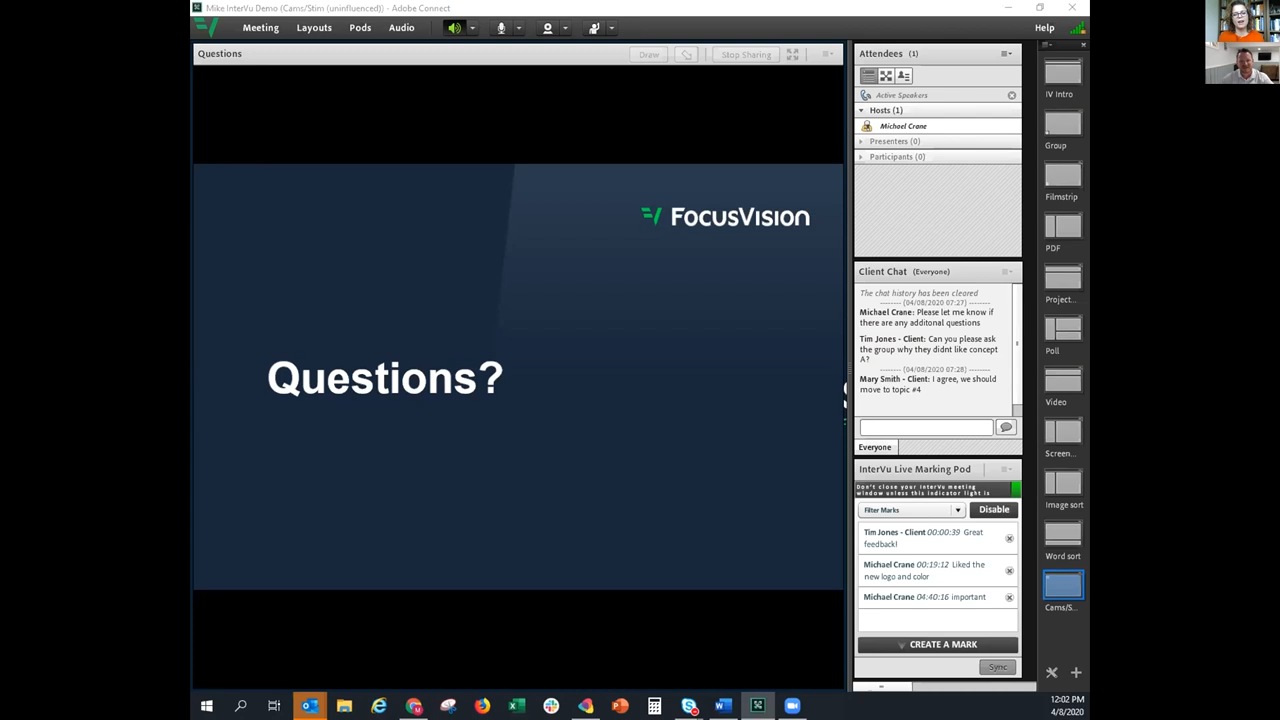 Mike InterVu Demo (Cams/Stim (uninfluenced)) - Adobe Connect
Meeting Layouts Pods Audio Help
Questions
Draw
Stop Sharing
FocusVision
Questions?
Attendees (1)
Active Speakers
Hosts (1)
Michael Crane
Presenters (0)
Participants (0)
Client Chat (Everyone)
The chat history has been cleared
-------- (04/08/2020 07:27) --------
Michael Crane: Please let me know if
there are any additonal questions
Tim Jones - Client: Can you please ask
the group why they didnt like concept
A?
-------- (04/08/2020 07:28) --------
Mary Smith - Client: I agree, we should
move to topic #4
Everyone
InterVu Live Marking Pod
Don't close your InterVu meeting
window unless this indicator light is
Filter Marks
Disable
Tim Jones - Client 00:00:39 Great
feedback!
Michael Crane 00:19:12 Liked the
new logo and color
Michael Crane 04:40:16 important
CREATE A MARK
Sync
IV Intro
Group
Filmstrip
PDF
Project...
Poll
Video
Screen...
Image sort
Word sort
Cams/S...
12:02 PM
4/8/2020